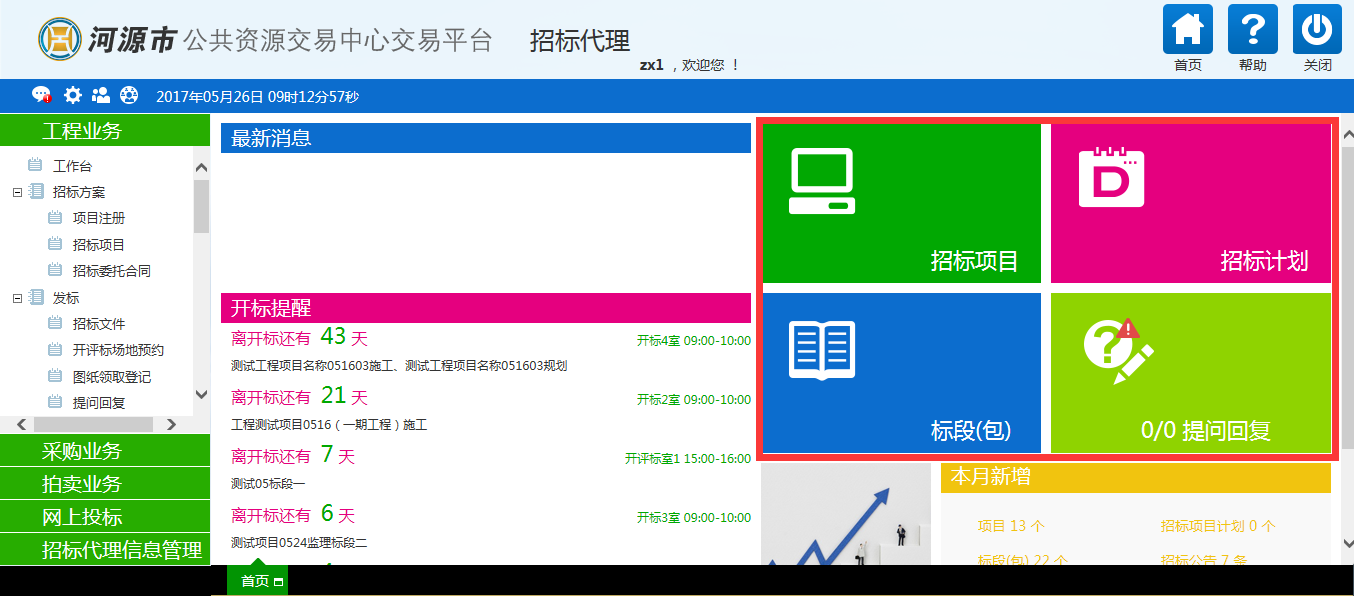 河源市 公共资源交易中心交易平台 招标代理
zx1 ，欢迎您 ！
首页 帮助 关闭
2017年05月26日 09时12分57秒
工程业务
工作台
招标方案
项目注册
招标项目
招标委托合同
发标
招标文件
开评标场地预约
图纸领取登记
提问回复
采购业务
拍卖业务
网上投标
招标代理信息管理
最新消息
开标提醒
离开标还有 43 天 开标4室 09:00-10:00
测试工程项目名称051603施工、测试工程项目名称051603规划
离开标还有 21 天 开标2室 09:00-10:00
工程测试项目0516（一期工程）施工
离开标还有 7 天 开评标室1 15:00-16:00
测试05标段一
离开标还有 6 天 开标3室 09:00-10:00
测试项目0524监理标段二
招标项目
D
招标计划
标段(包)
0/0 提问回复
本月新增
项目 13 个 招标项目计划 0 个
标段(包) 22 个 招标公告 7 条
首页